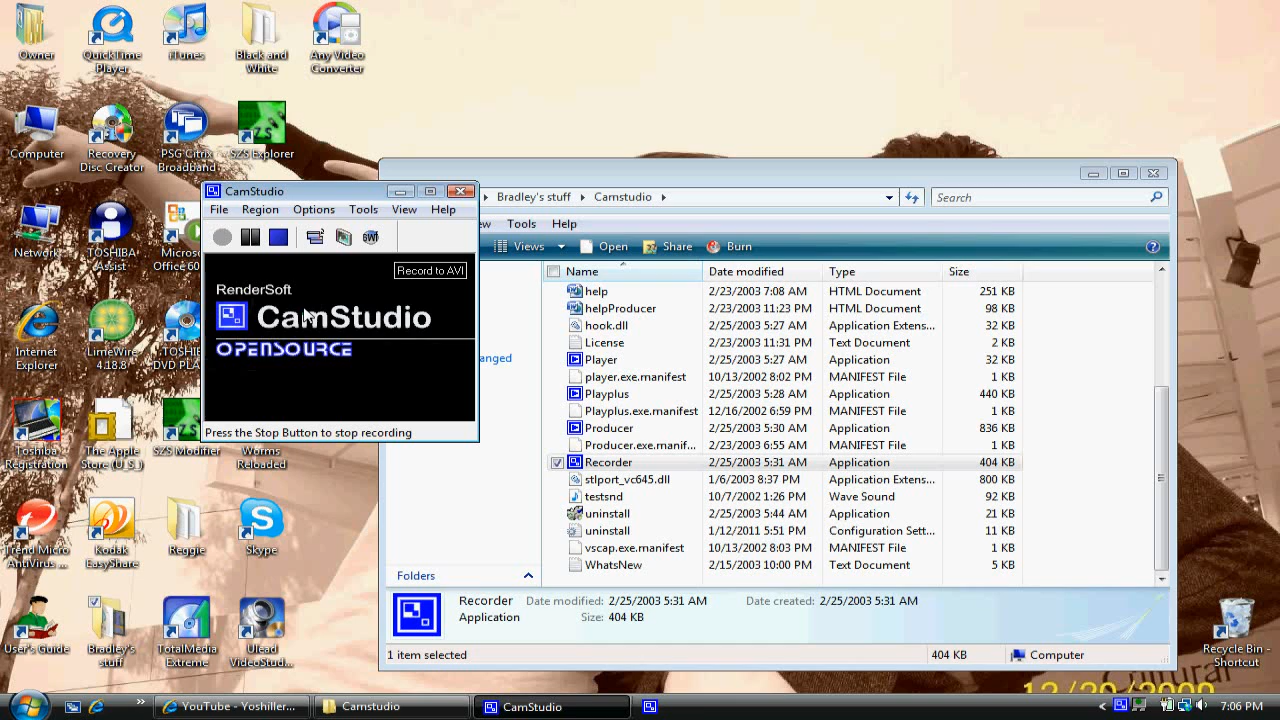 Owner
QuickTime Player
iTunes
Black and White
Any Video Converter
Computer
Recovery Disc Creator
PSG Citrix Broadband
SZS Explorer
Network
TOSHIBA Assist
Office 60
Internet Explorer
LimeWire 4.18.8
TOSHI
DVD PLA
Toshiba Registration
The Apple Store (U.S.)
SZS Modifier
Worms Reloaded
Trend Micro AntiVirus ...
Kodak EasyShare
Reggie
Skype
User's Guide
Bradley's stuff
TotalMedia Extreme
Ulead VideoStud...
Recycle Bin - Shortcut
CamStudio
File Region Options Tools View Help
Record to AVI
RenderSoft
CamStudio
OPENSOURCE
Press the Stop Button to stop recording
Bradley's stuff Camstudio
Search
ew Tools Help
Views Open Share Burn
Name Date modified Type Size
help 2/23/2003 7:08 AM HTML Document 251 KB
helpProducer 2/23/2003 11:23 PM HTML Document 98 KB
hook.dll 2/25/2003 5:27 AM Application Extens... 32 KB
License 2/23/2003 11:31 PM Text Document 2 KB
Player 2/25/2003 5:27 AM Application 32 KB
player.exe.manifest 10/13/2002 8:02 PM MANIFEST File 1 KB
Playplus 2/25/2003 5:28 AM Application 440 KB
Playplus.exe.manifest 12/16/2002 6:59 PM MANIFEST File 1 KB
Producer 2/25/2003 5:30 AM Application 836 KB
Producer.exe.manif... 2/23/2003 6:55 AM MANIFEST File 1 KB
Recorder 2/25/2003 5:31 AM Application 404 KB
stlport_vc645.dll 1/6/2003 8:37 PM Application Extens... 800 KB
testsnd 10/7/2002 1:26 PM Wave Sound 92 KB
uninstall 2/25/2003 5:44 AM Application 21 KB
uninstall 1/12/2011 5:51 PM Configuration Sett... 11 KB
vscap.exe.manifest 10/13/2002 8:03 PM MANIFEST File 1 KB
WhatsNew 2/15/2003 10:00 PM Text Document 5 KB
anged
Folders
Recorder Date modified: 2/25/2003 5:31 AM Date created: 2/25/2003 5:31 AM
Application Size: 404 KB
1 item selected 404 KB Computer
YouTube - Yoshiller... Camstudio CamStudio 7:06 PM